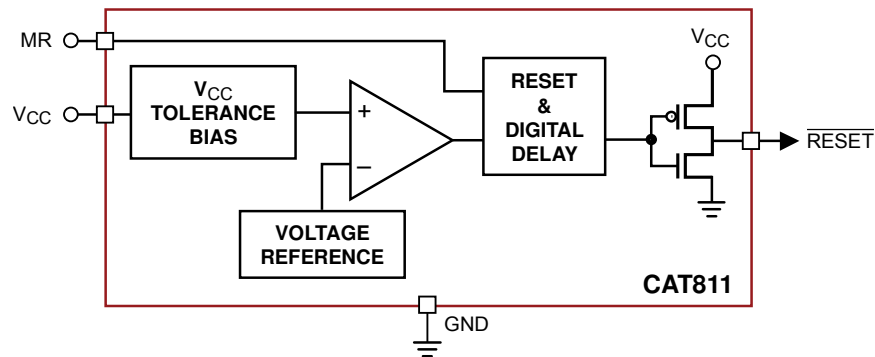 MR
VCC
VCC
TOLERANCE
BIAS
+
−
VOLTAGE
REFERENCE
RESET
&
DIGITAL
DELAY
VCC
RESET
CAT811
GND